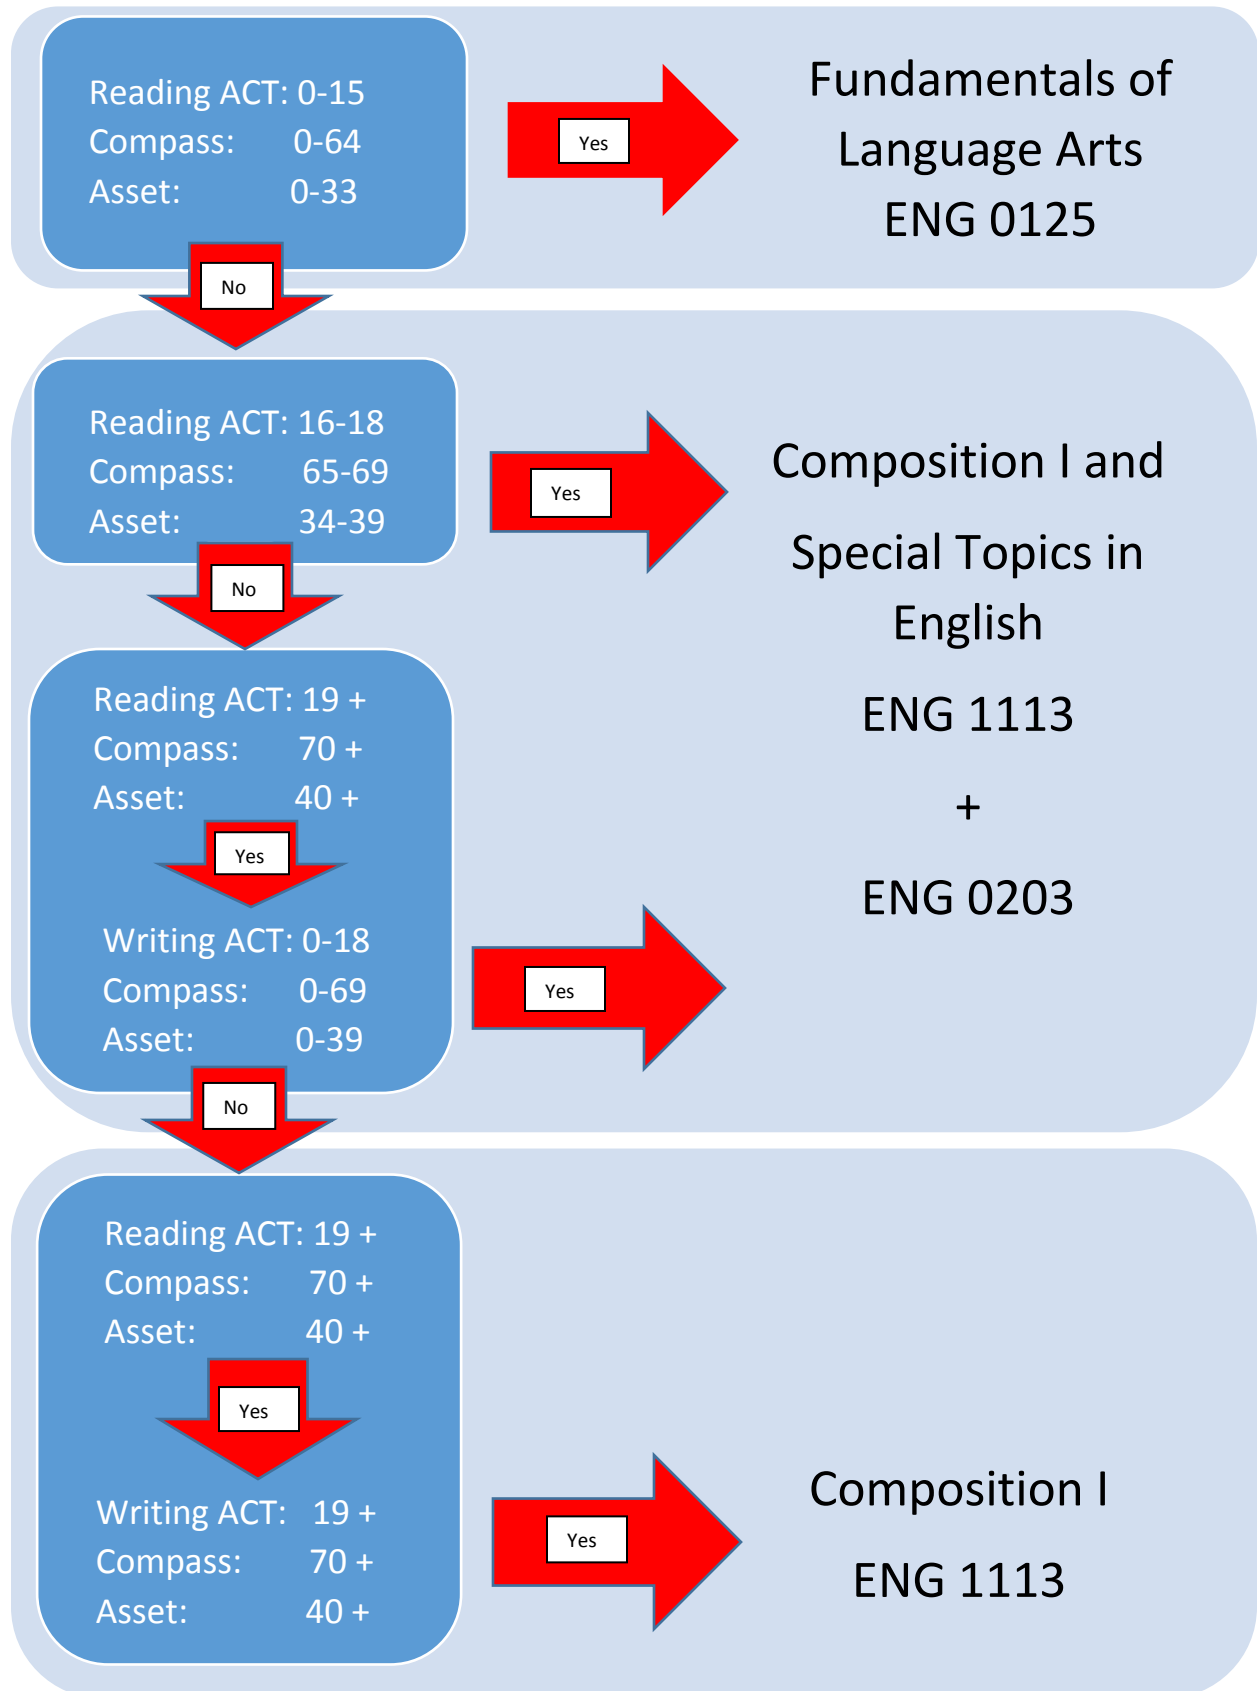 Reading ACT: 0-15
Compass: 0-64
Asset: 0-33
Yes
Fundamentals of
Language Arts
ENG 0125
No
Reading ACT: 16-18
Compass: 65-69
Asset: 34-39
Yes
Composition I and
Special Topics in
English
ENG 1113
+
ENG 0203
No
Reading ACT: 19 +
Compass: 70 +
Asset: 40 +
Yes
Writing ACT: 0-18
Compass: 0-69
Asset: 0-39
Yes
No
Reading ACT: 19 +
Compass: 70 +
Asset: 40 +
Yes
Writing ACT: 19 +
Compass: 70 +
Asset: 40 +
Yes
Composition I
ENG 1113